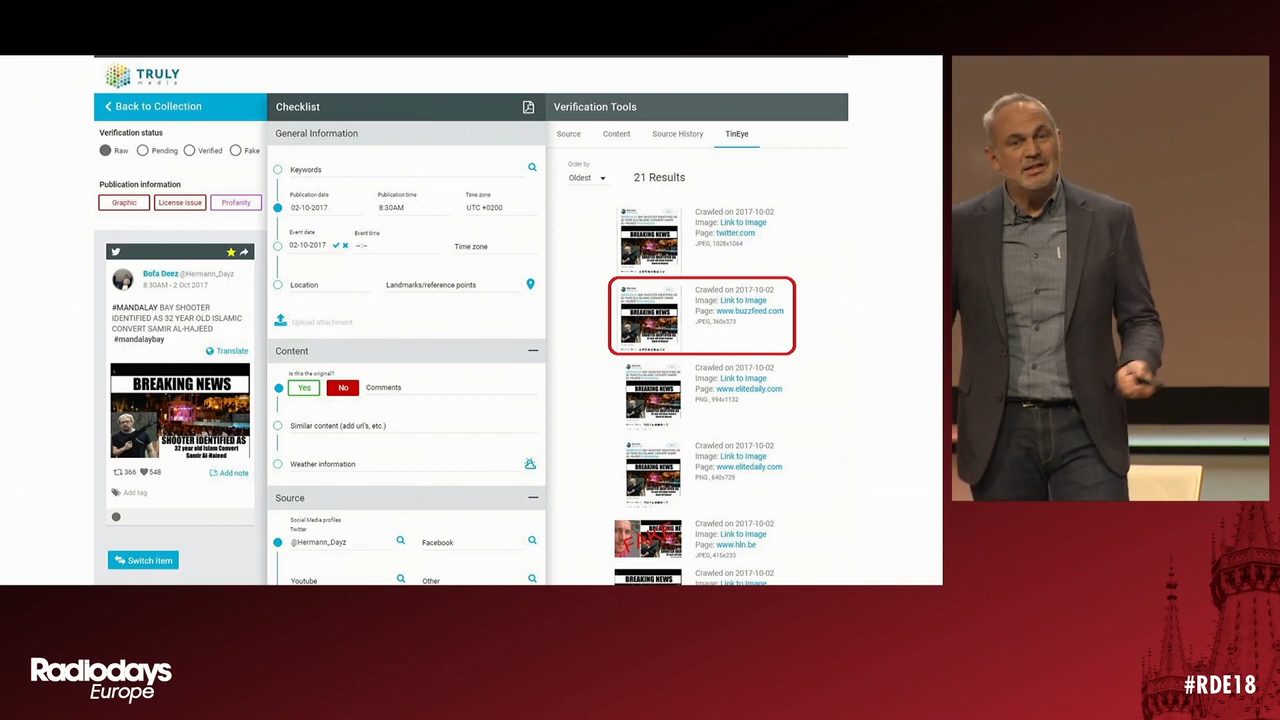 TRULY
media
Back to Collection
Verification status
Raw
Pending
Verified
Fake
Publication information
Graphic
License issue
Profanity
Bofa Deez @Hermann_Dayz
8:30AM - 2 Oct 2017
#MANDALAY BAY SHOOTER
IDENTIFIED AS 32 YEAR OLD ISLAMIC
CONVERT SAMIR AL-HAJEED
#mandalaybay
Translate
BREAKING NEWS
SHOOTER IDENTIFIED AS
32 year old Islam Convert
Samir Al-Hajeed
366
548
Add note
Add tag
Switch item
Checklist
General Information
Keywords
Publication date
Publication time
Time zone
02-10-2017
8:30AM
UTC +0200
Event date
Event time
02-10-2017
--:--
Time zone
Location
Landmarks/reference points
Upload attachment
Content
Is this the original?
Yes
No
Comments
Similar content (add url's, etc.)
Weather information
Source
Social Media profiles
Twitter
@Hermann_Dayz
Facebook
Youtube
Other
Verification Tools
Source
Content
Source History
TinEye
Order by
Oldest
21 Results
BREAKING NEWS
Crawled on 2017-10-02
Image: Link to Image
Page: twitter.com
JPEG, 1028x1064
BREAKING NEWS
Crawled on 2017-10-02
Image: Link to Image
Page: www.buzzfeed.com
JPEG, 360x373
BREAKING NEWS
Crawled on 2017-10-02
Image: Link to Image
Page: www.elitedaily.com
PNG, 994x1132
BREAKING NEWS
Crawled on 2017-10-02
Image: Link to Image
Page: www.elitedaily.com
PNG, 640x729
Crawled on 2017-10-02
Image: Link to Image
Page: www.hln.be
JPEG, 415x233
BREAKING NEWS
Crawled on 2017-10-02
Image: Link to Image
Radiodays
Europe
#RDE18